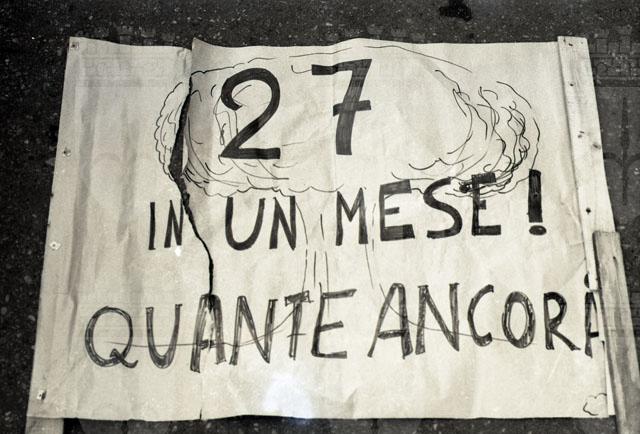 27
IN UN MESE!
QUANTE ANCORA